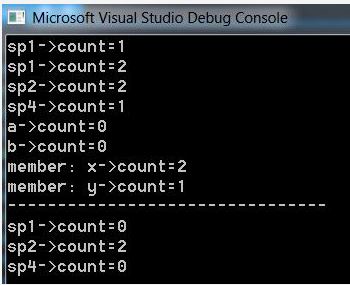 Microsoft Visual Studio Debug Console
sp1->count=1
sp1->count=2
sp2->count=2
sp4->count=1
a->count=0
b->count=0
member: x->count=2
member: y->count=1
--------------------------------
sp1->count=0
sp2->count=2
sp4->count=0